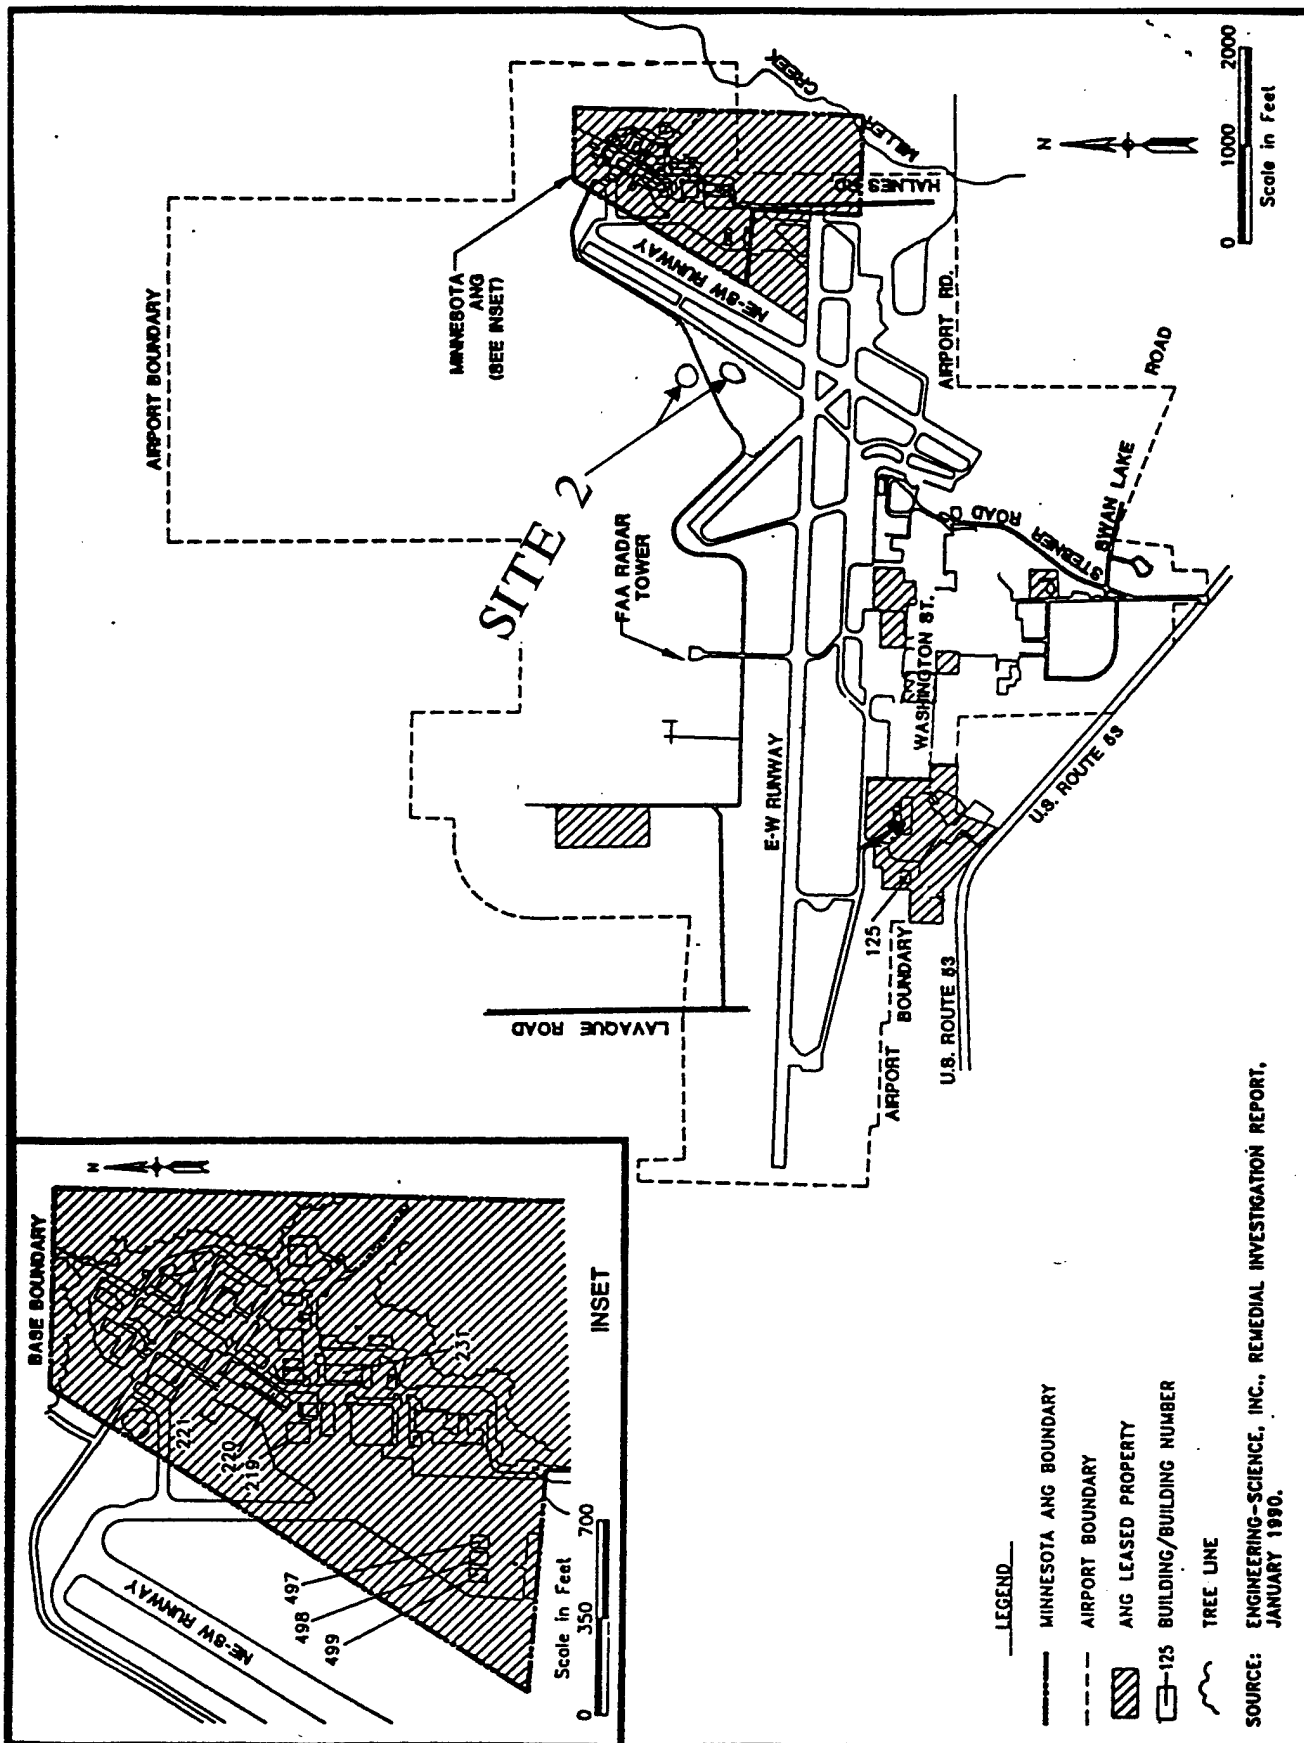 BASE BOUNDARY
N
NE-SW RUNWAY
221
220
219
231
497
498
499
Scale in Feet
0 350 700
INSET
AIRPORT BOUNDARY
MINNESOTA
ANG
(SEE INSET)
NE-SW RUNWAY
MILLER CREEK
HALNES RD
SITE 2
FAA RADAR
TOWER
LAVAQUE ROAD
E-W RUNWAY
AIRPORT RD.
WASHINGTON ST.
STEBNER ROAD
SWAN LAKE
ROAD
125
AIRPORT
BOUNDARY
U.S. ROUTE 53
U.S. ROUTE 53
N
0 1000 2000
Scale in Feet
LEGEND
MINNESOTA ANG BOUNDARY
AIRPORT BOUNDARY
ANG LEASED PROPERTY
125 BUILDING/BUILDING NUMBER
TREE LINE
SOURCE: ENGINEERING-SCIENCE, INC., REMEDIAL INVESTIGATION REPORT,
JANUARY 1990.